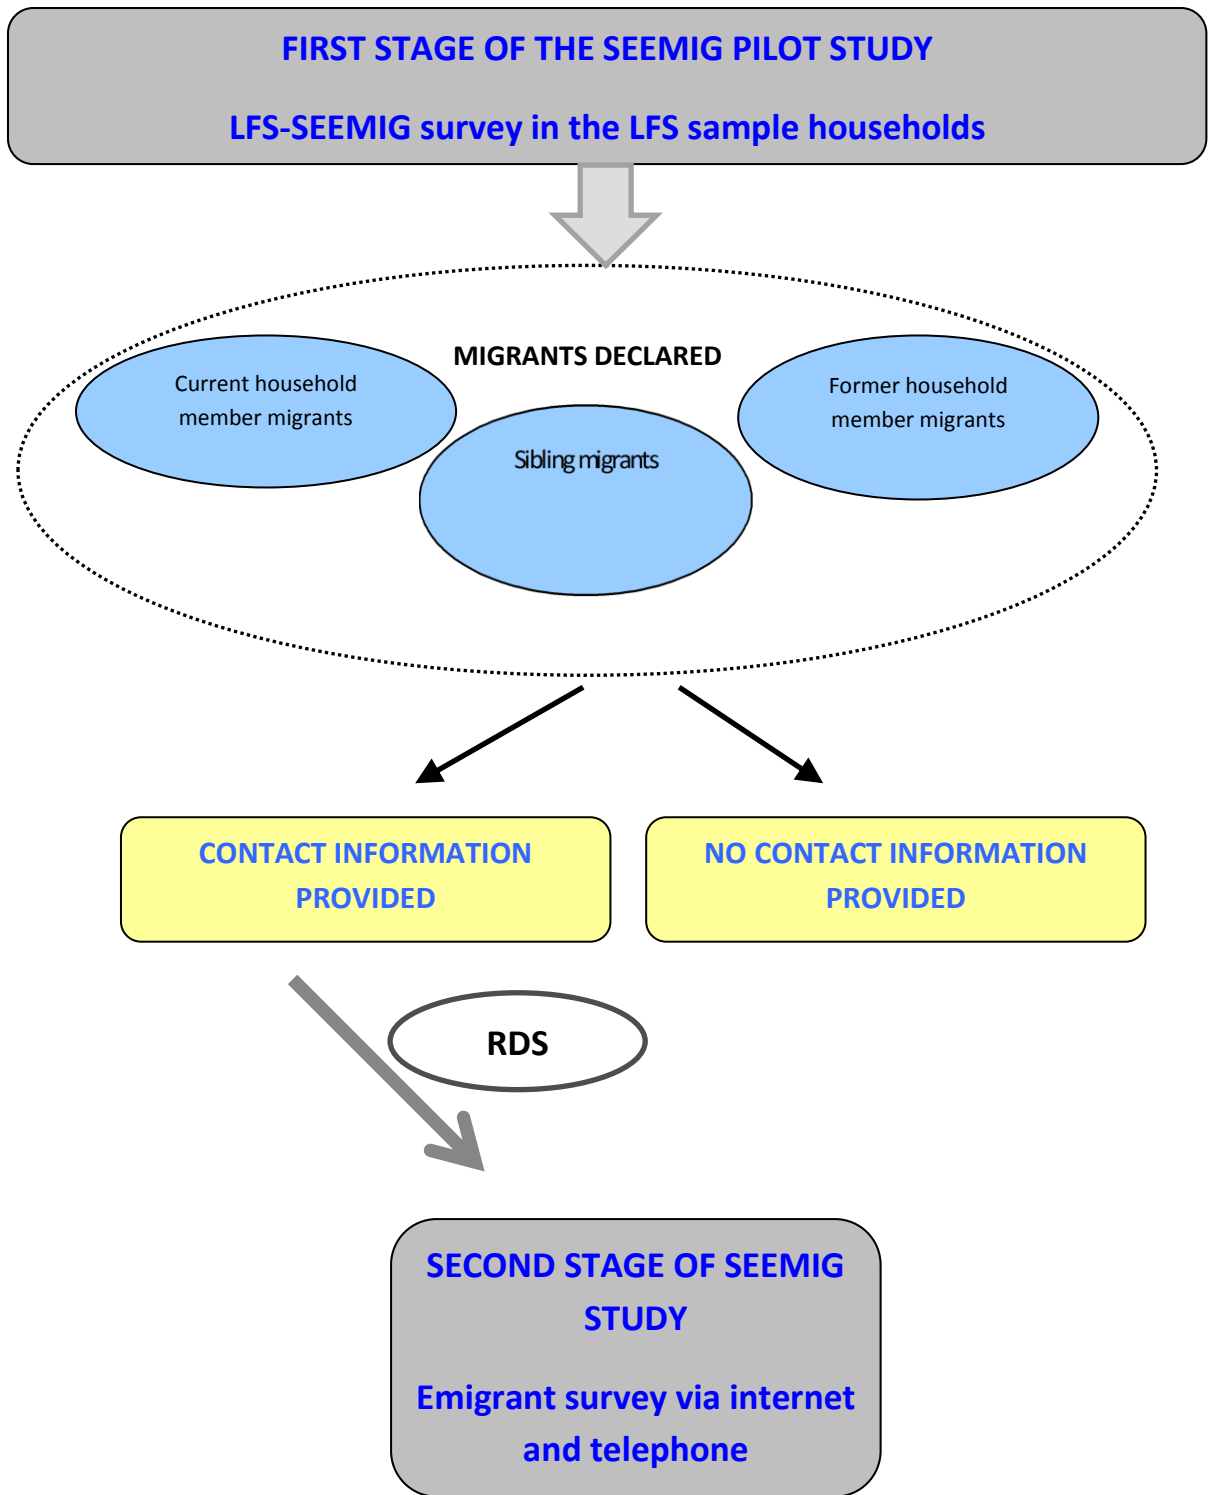 FIRST STAGE OF THE SEEMIG PILOT STUDY
LFS-SEEMIG survey in the LFS sample households
MIGRANTS DECLARED
Current household
member migrants
Sibling migrants
Former household
member migrants
CONTACT INFORMATION
PROVIDED
NO CONTACT INFORMATION
PROVIDED
RDS
SECOND STAGE OF SEEMIG
STUDY
Emigrant survey via internet
and telephone